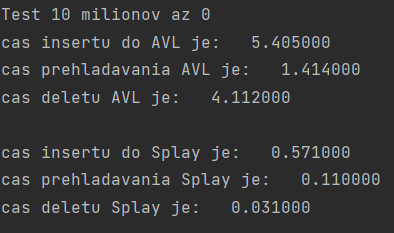 Test 10 milionov az 0
cas insertu do AVL je:   5.405000
cas prehladavania AVL je:   1.414000
cas deletu AVL je:   4.112000

cas insertu do Splay je:   0.571000
cas prehladavania Splay je:   0.110000
cas deletu Splay je:   0.031000